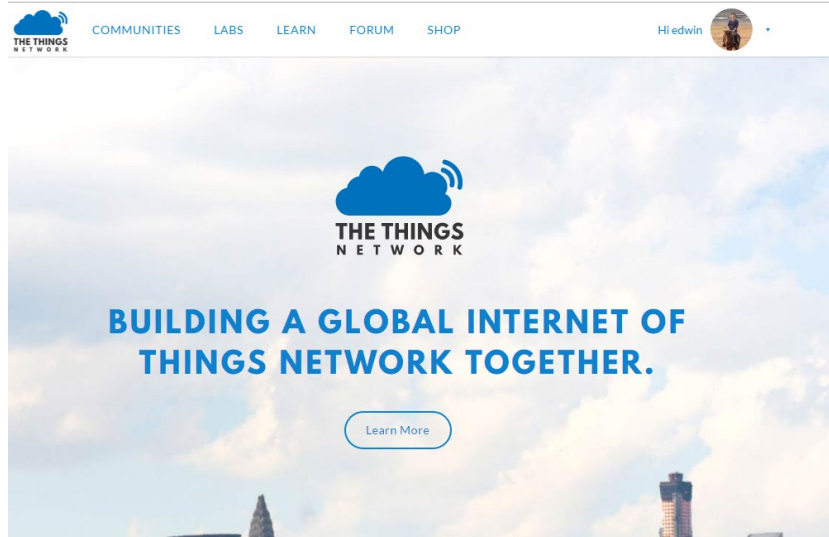 THE THINGS
NETWORK
COMMUNITIES LABS LEARN FORUM SHOP Hi edwin
THE THINGS
NETWORK
BUILDING A GLOBAL INTERNET OF
THINGS NETWORK TOGETHER.
Learn More